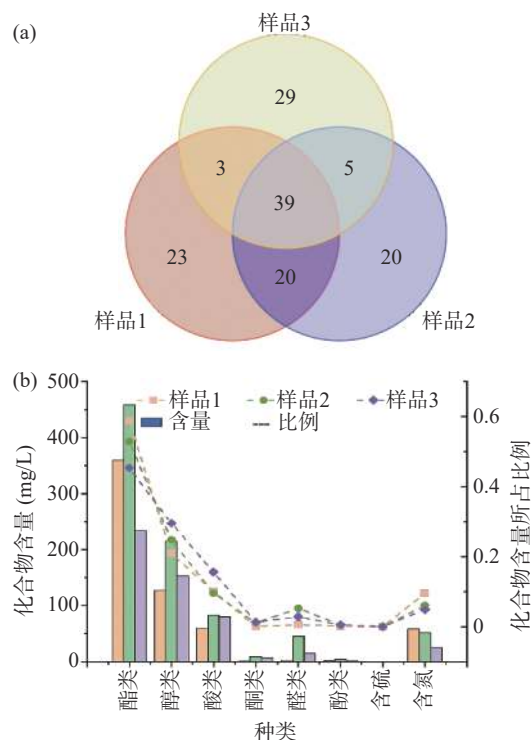 (a)
样品3
29
3
5
39
23
20
20
样品1
样品2
(b)
500
400
300
200
100
0
化合物含量 (mg/L)
样品1 样品2 样品3
含量 比例
0.6
0.4
0.2
0
化合物含量所占比例
酯类
醇类
酸类
酮类
醛类
酚类
含硫
含氮
种类